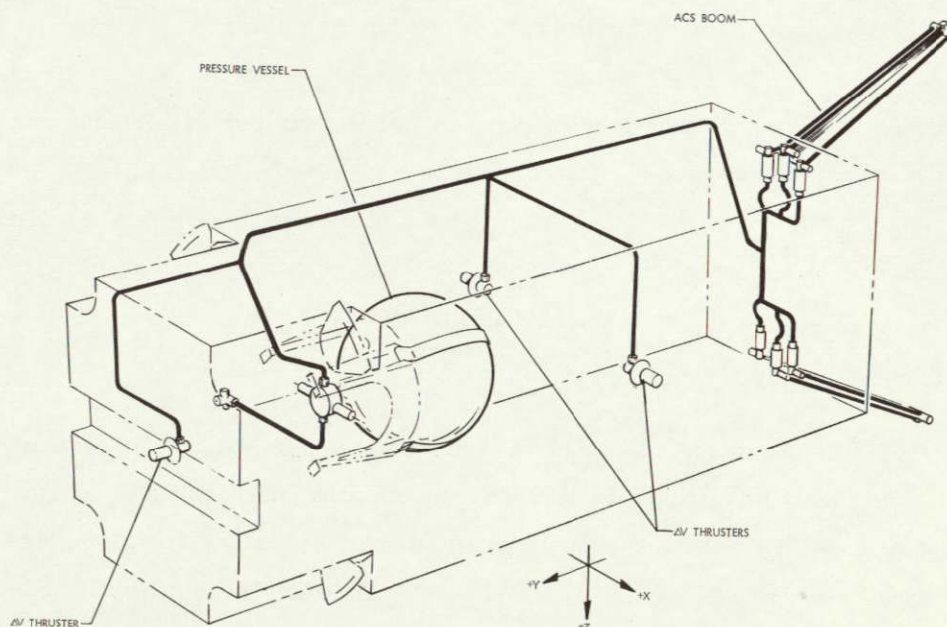 ACS BOOM
PRESSURE VESSEL
ΔV THRUSTERS
+Y
+X
+Z
ΔV THRUSTER